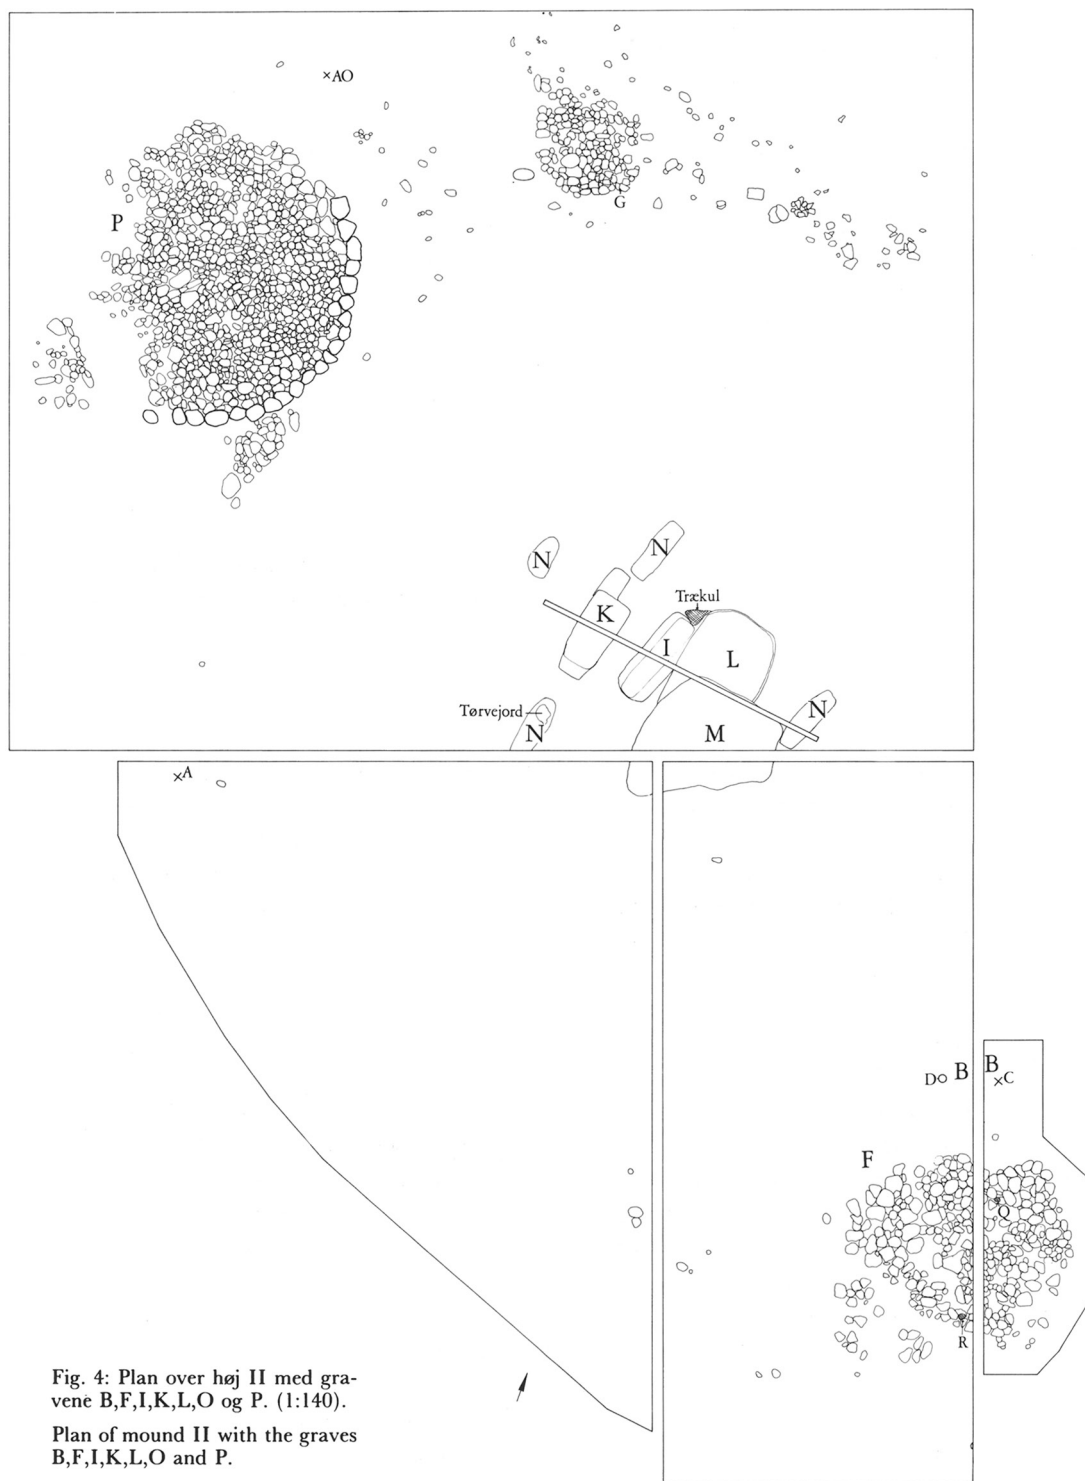 ×AO
P
G
N
N
K
Trækul
I
L
N
Tørvejord
N
M
×A
B
B
D
×C
F
Q
R
Fig. 4: Plan over høj II med gra-
vene B,F,I,K,L,O og P. (1:140).
Plan of mound II with the graves
B,F,I,K,L,O and P.